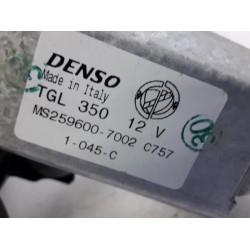 DENSO
Made in Italy
TGL 350 12 V
MS259600-7002 C757
1-045-C